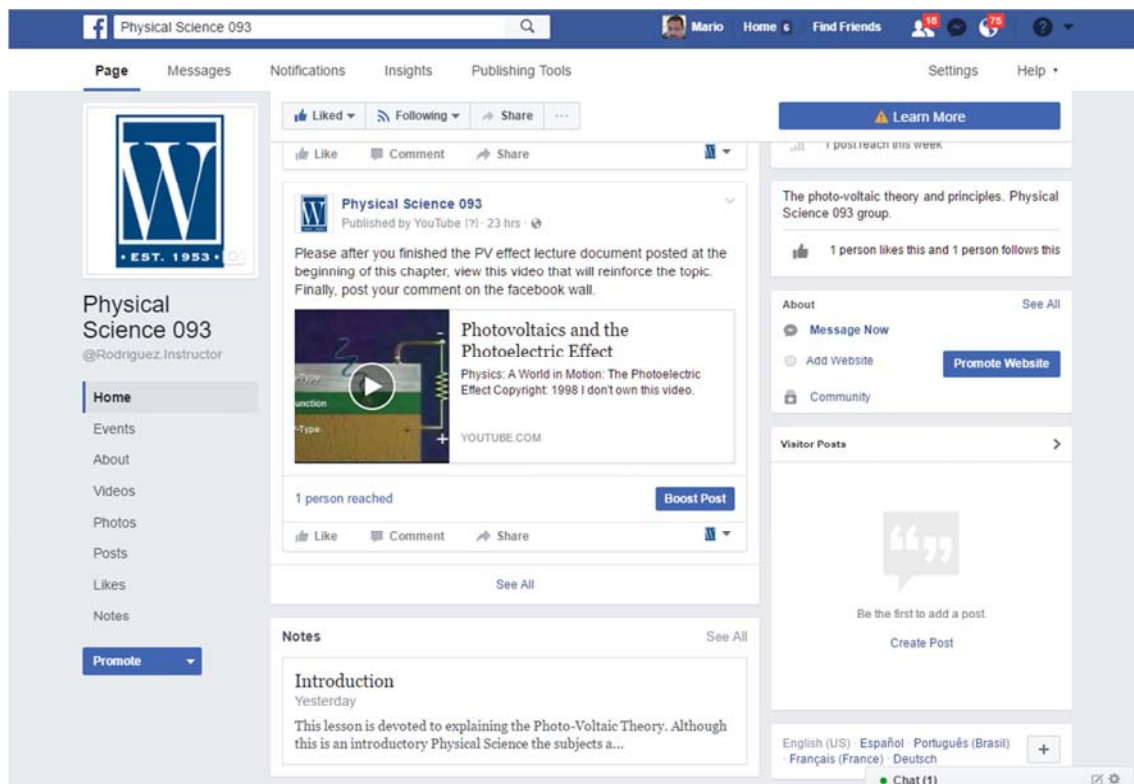 Physical Science 093
Mario Home 6 Find Friends 16 75
Page Messages Notifications Insights Publishing Tools Settings Help
W
• EST. 1953 •
Physical
Science 093
@Rodriguez.Instructor
Home
Events
About
Videos
Photos
Posts
Likes
Notes
Promote
Liked Following Share ...
Like Comment Share
Physical Science 093
Published by YouTube [?] · 23 hrs ·
Please after you finished the PV effect lecture document posted at the
beginning of this chapter, view this video that will reinforce the topic.
Finally, post your comment on the facebook wall.
-Type
unction
-Type
Photovoltaics and the
Photoelectric Effect
Physics: A World in Motion: The Photoelectric
Effect Copyright: 1998 I don't own this video.
YOUTUBE.COM
1 person reached
Boost Post
Like Comment Share
See All
Notes See All
Introduction
Yesterday
This lesson is devoted to explaining the Photo-Voltaic Theory. Although
this is an introductory Physical Science the subjects a...
Learn More
1 post reach this week
The photo-voltaic theory and principles. Physical
Science 093 group.
1 person likes this and 1 person follows this
About See All
Message Now
Add Website
Promote Website
Community
Visitor Posts
Be the first to add a post.
Create Post
English (US) · Español · Português (Brasil)
· Français (France) · Deutsch
Chat (1)